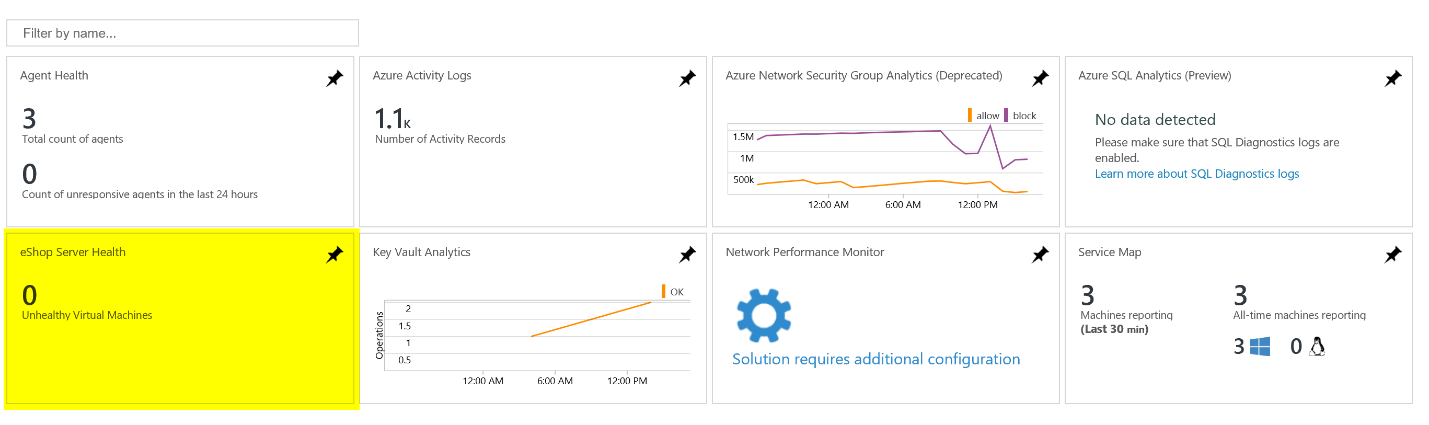 Filter by name...
Agent Health
3
Total count of agents
0
Count of unresponsive agents in the last 24 hours
Azure Activity Logs
1.1K
Number of Activity Records
Azure Network Security Group Analytics (Deprecated)
allow block
1.5M
1M
500k
12:00 AM 6:00 AM 12:00 PM
Azure SQL Analytics (Preview)
No data detected
Please make sure that SQL Diagnostics logs are
enabled.
Learn more about SQL Diagnostics logs
eShop Server Health
0
Unhealthy Virtual Machines
Key Vault Analytics
OK
Operations
2
1.5
1
0.5
12:00 AM 6:00 AM 12:00 PM
Network Performance Monitor
Solution requires additional configuration
Service Map
3
Machines reporting
(Last 30 min)
3
All-time machines reporting
3 0